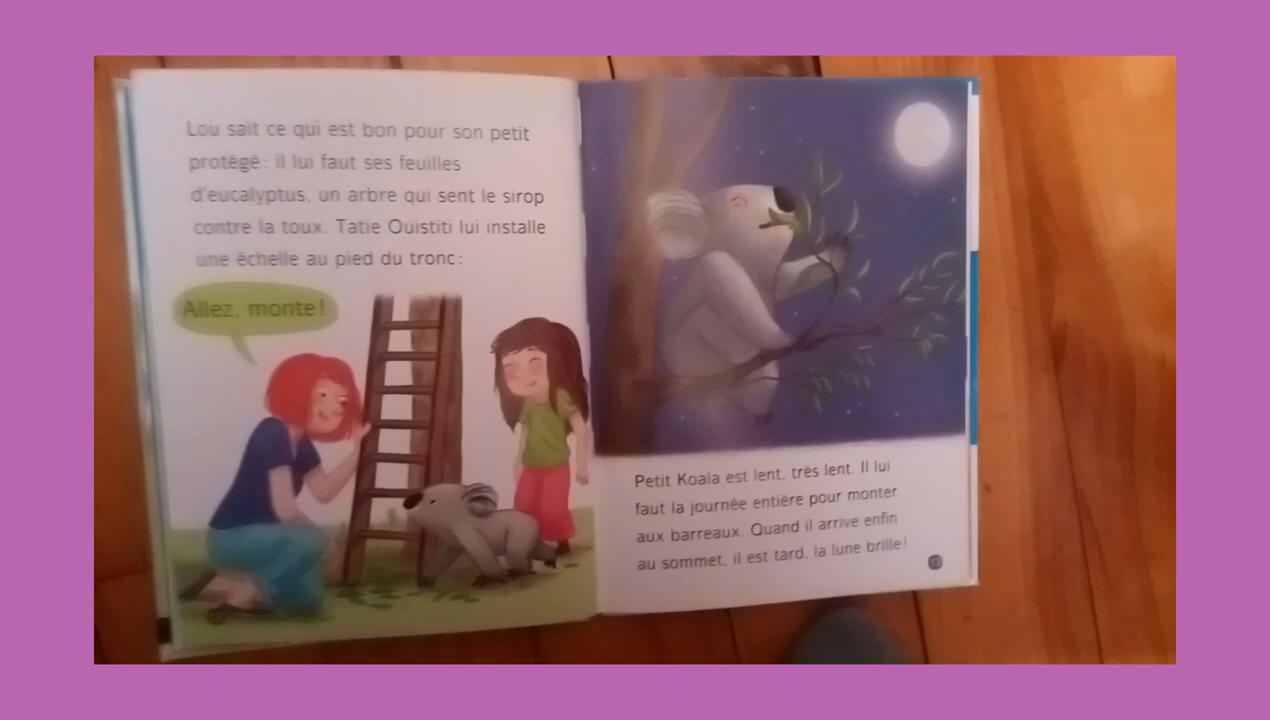 Lou sait ce qui est bon pour son petit
protégé : il lui faut ses feuilles
d'eucalyptus, un arbre qui sent le sirop
contre la toux. Tatie Ouistiti lui installe
une échelle au pied du tronc :
Allez, monte !
Petit Koala est lent, très lent. Il lui
faut la journée entière pour monter
aux barreaux. Quand il arrive enfin
au sommet, il est tard, la lune brille !